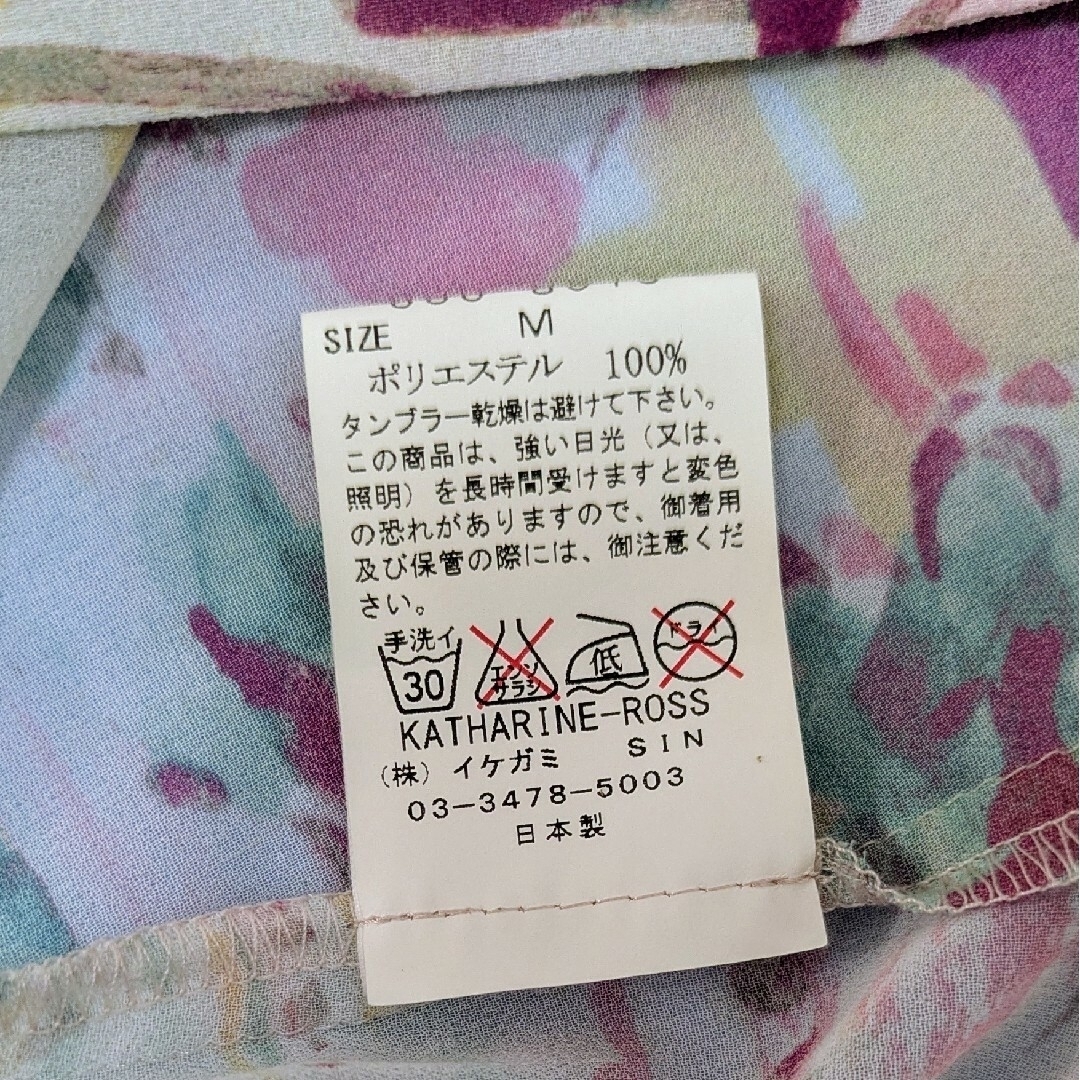 SIZE M
ポリエステル 100%
タンブラー乾燥は避けて下さい。
この商品は、強い日光（又は、
照明）を長時間受けますと変色
の恐れがありますので、御着用
及び保管の際には、御注意くだ
さい。
手洗イ 30 エンソサラシ 低 ドライ
KATHARINE-ROSS
（株）イケガミ SIN
03-3478-5003
日本製